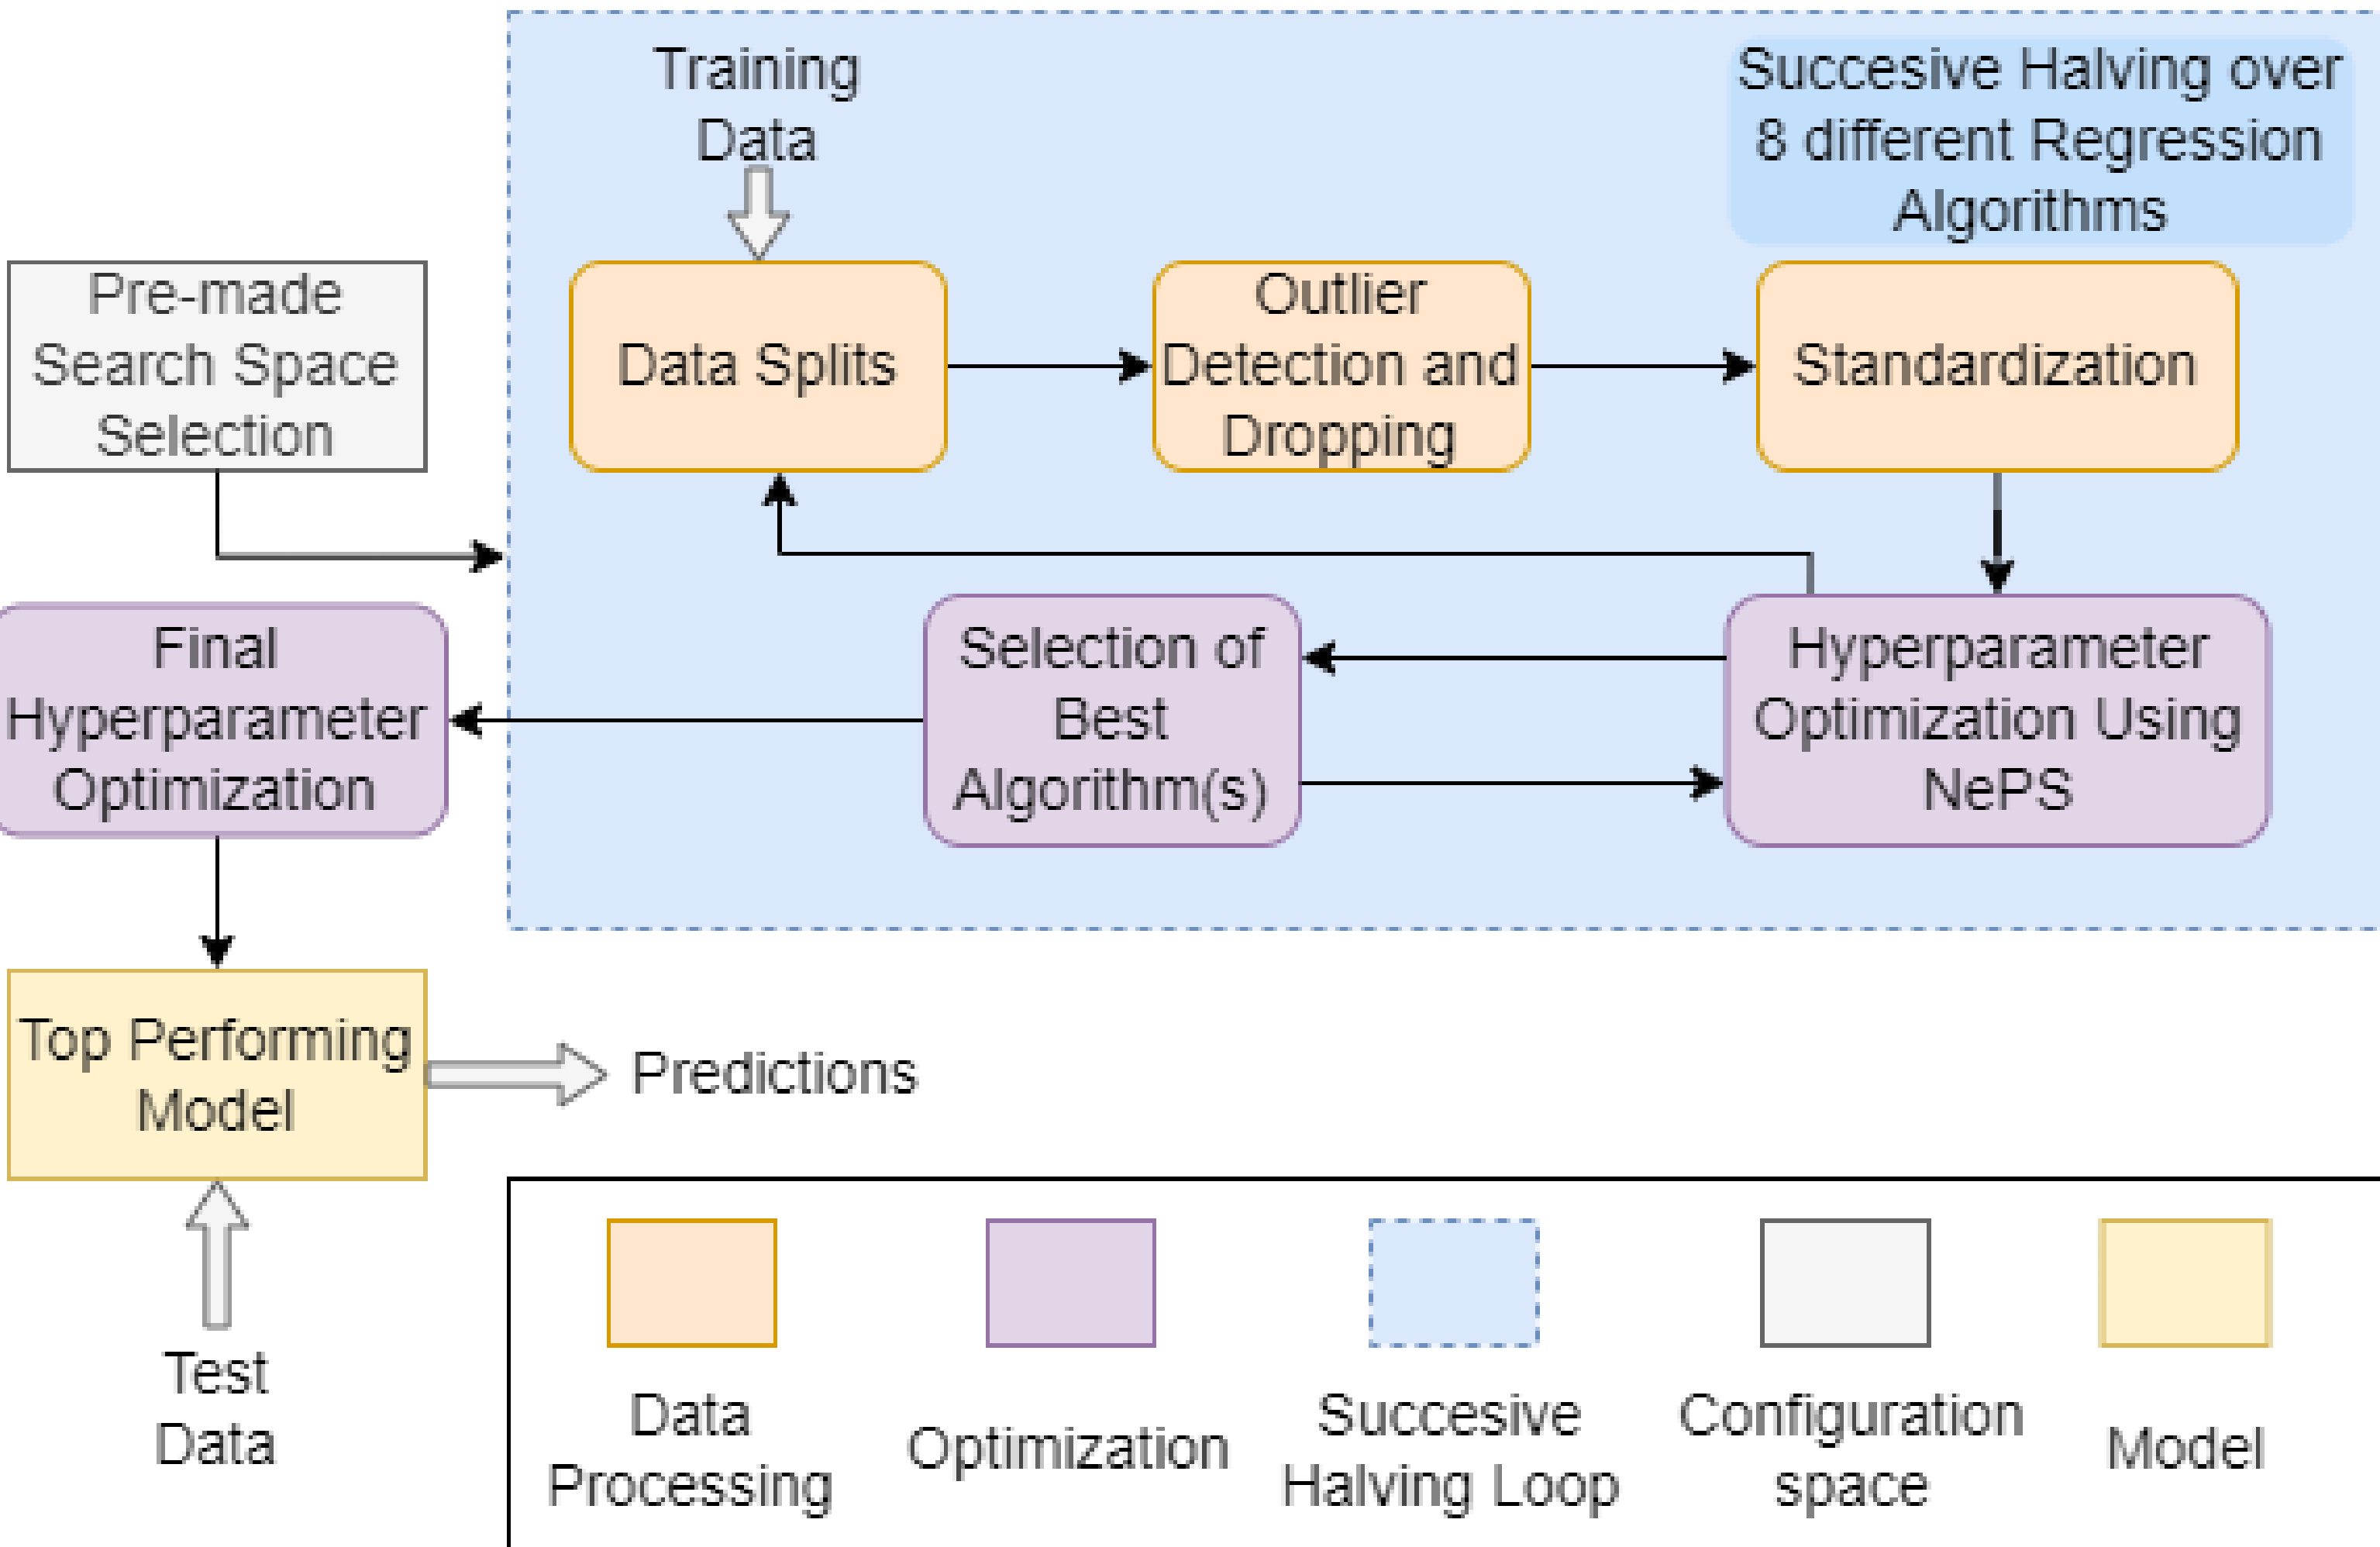 Training
Data
Succesive Halving over
8 different Regression
Algorithms
Pre-made
Search Space
Selection
Data Splits
Outlier
Detection and
Dropping
Standardization
Final
Hyperparameter
Optimization
Selection of
Best
Algorithm(s)
Hyperparameter
Optimization Using
NePS
Top Performing
Model
Predictions
Test
Data
Data
Processing
Optimization
Succesive
Halving Loop
Configuration
space
Model